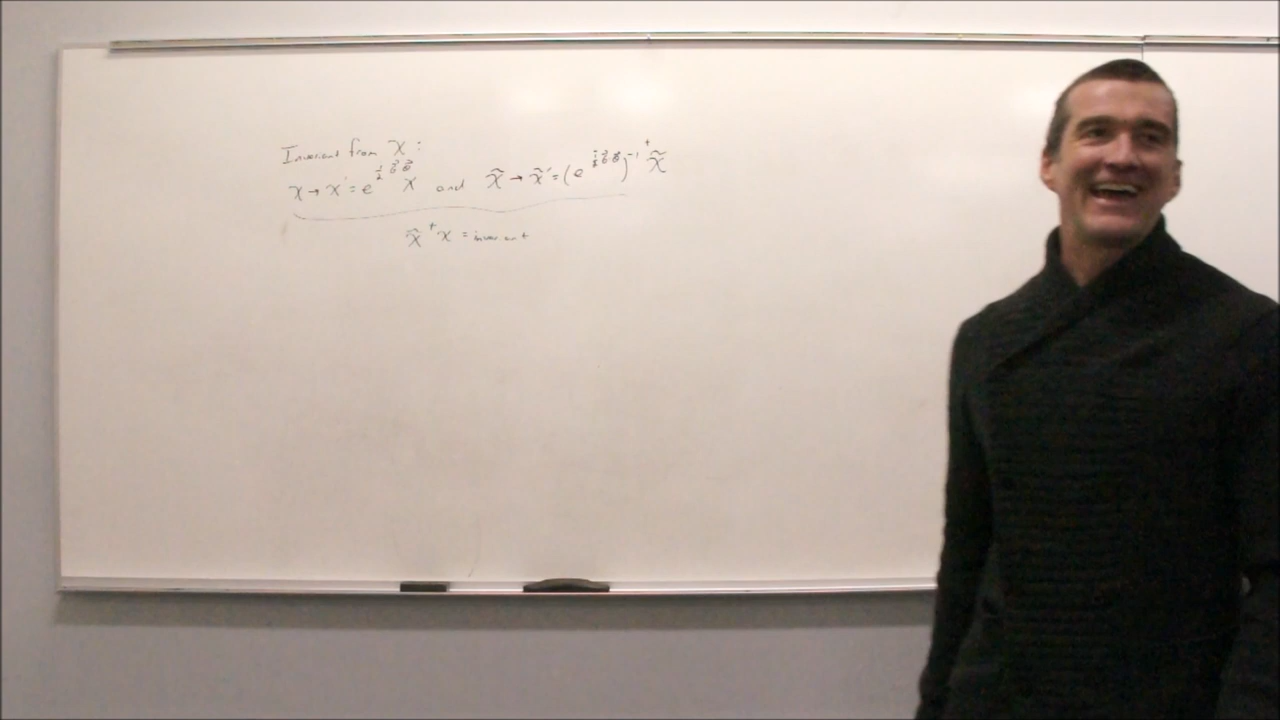 Invariant from χ :
χ → χ' = e^{i/2 σ⃗·θ⃗} χ and χ̃ → χ̃' = (e^{i/2 σ⃗·θ⃗})^{-1 †} χ̃
χ̃^† χ = invariant